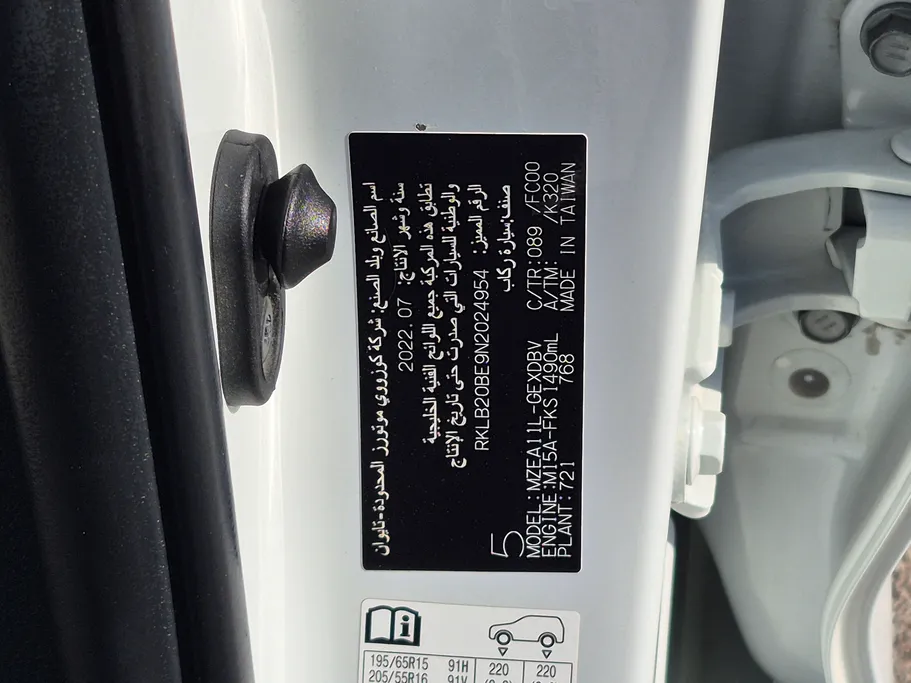 اسم الصانع وبلد الصنع: شركة كوزووي موتورز المحدودة-تايوان
سنة وشهر الانتاج: 2022.07
تطابق هذه المركبة جميع اللوائح الفنية الخليجية
والوطنية للسيارات التي صدرت حتى تاريخ الإنتاج
الرقم المميز: RKLB20BE9N2024954
صنف:سيارة ركاب
5
MODEL:MZEA11L-GEXDBV C/TR:089 /FC00
ENGINE:M15A-FKS 1490mL A/TM: /K320
PLANT:721 768 MADE IN TAIWAN
i
195/65R15 91H 220 220
205/55R16 91V